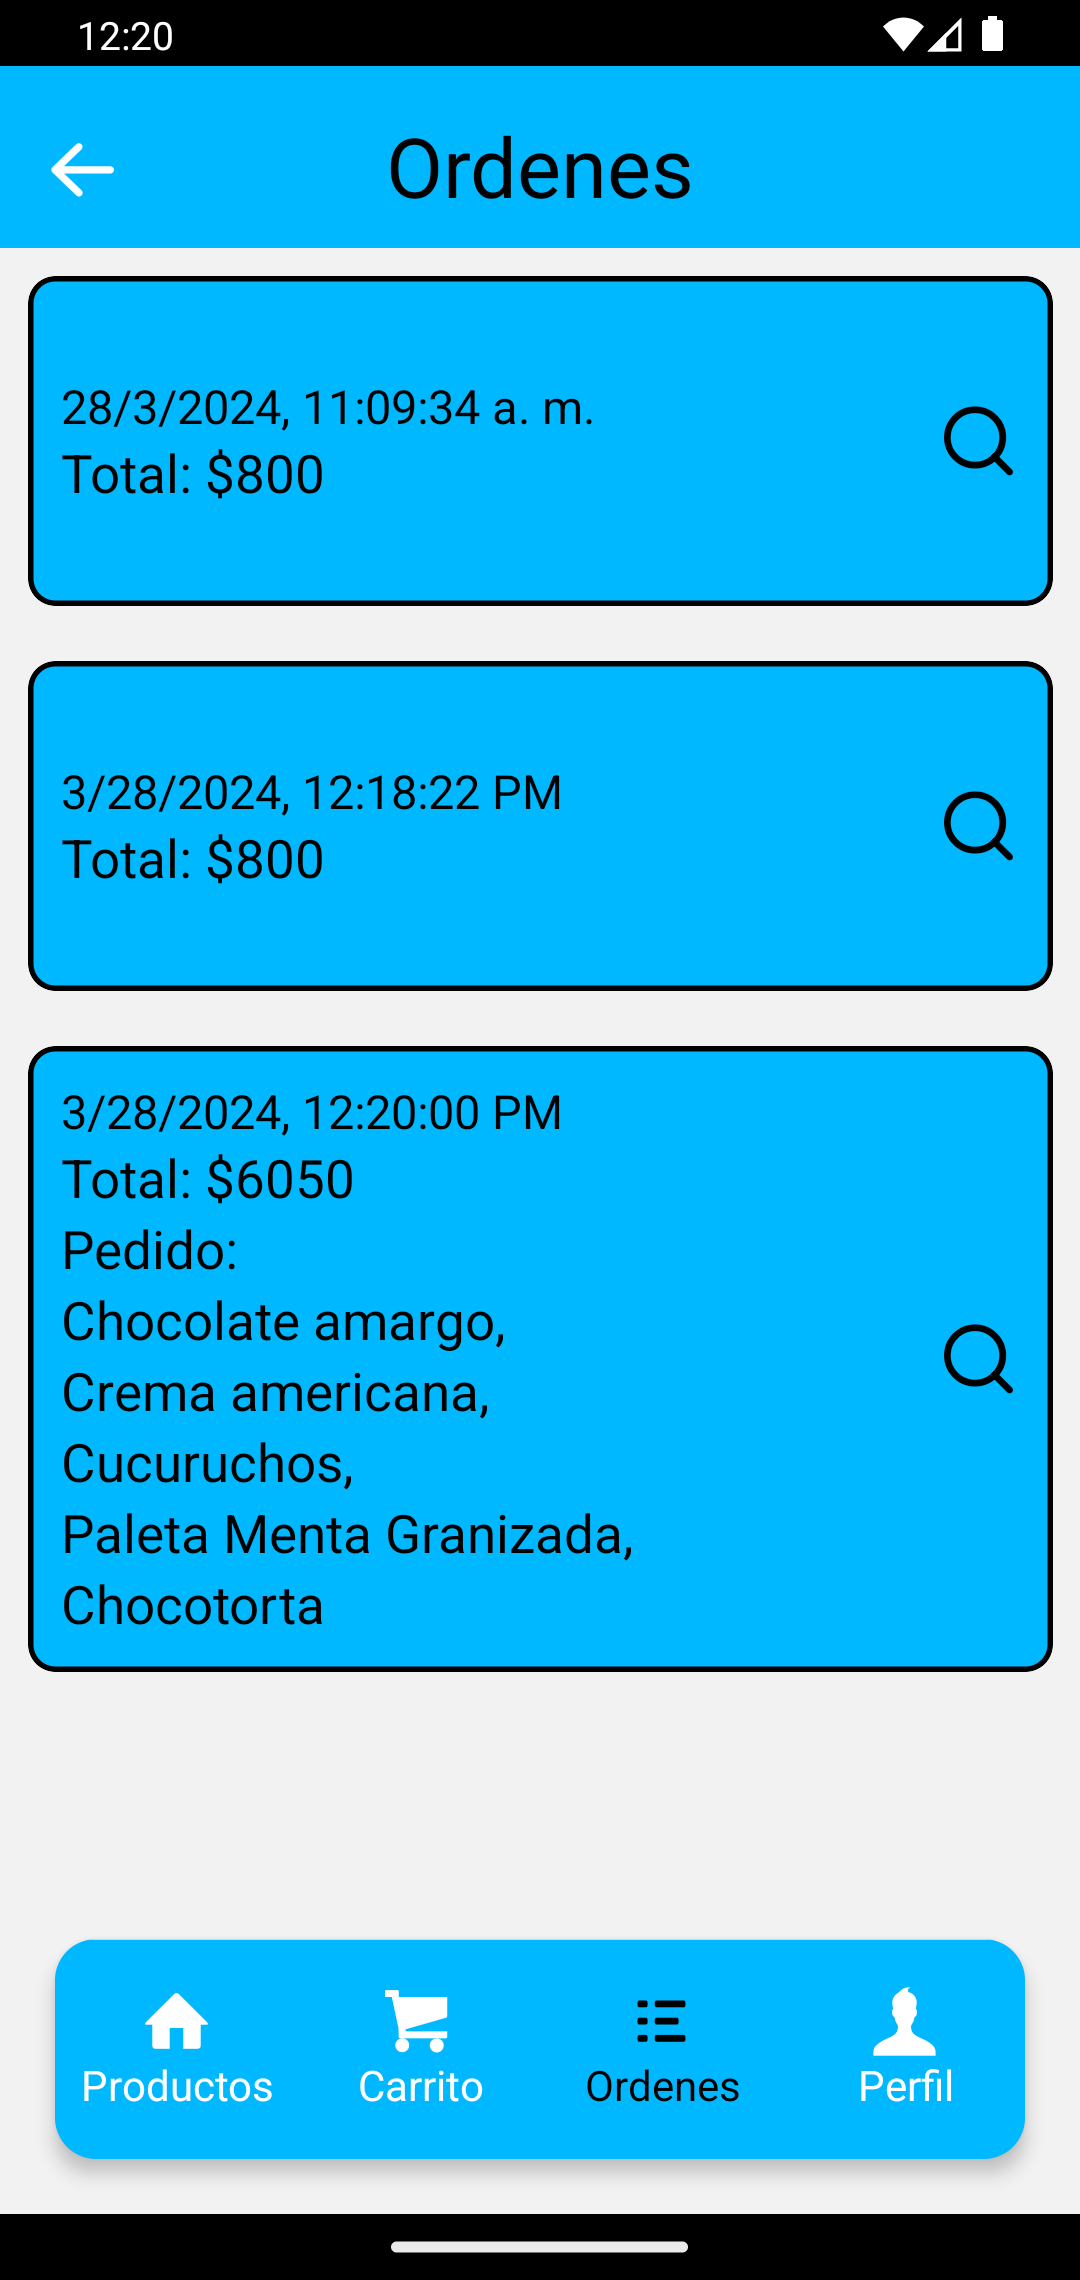 12:20
Ordenes
28/3/2024, 11:09:34 a. m.
Total: $800
3/28/2024, 12:18:22 PM
Total: $800
3/28/2024, 12:20:00 PM
Total: $6050
Pedido:
Chocolate amargo,
Crema americana,
Cucuruchos,
Paleta Menta Granizada,
Chocotorta
Productos
Carrito
Ordenes
Perfil